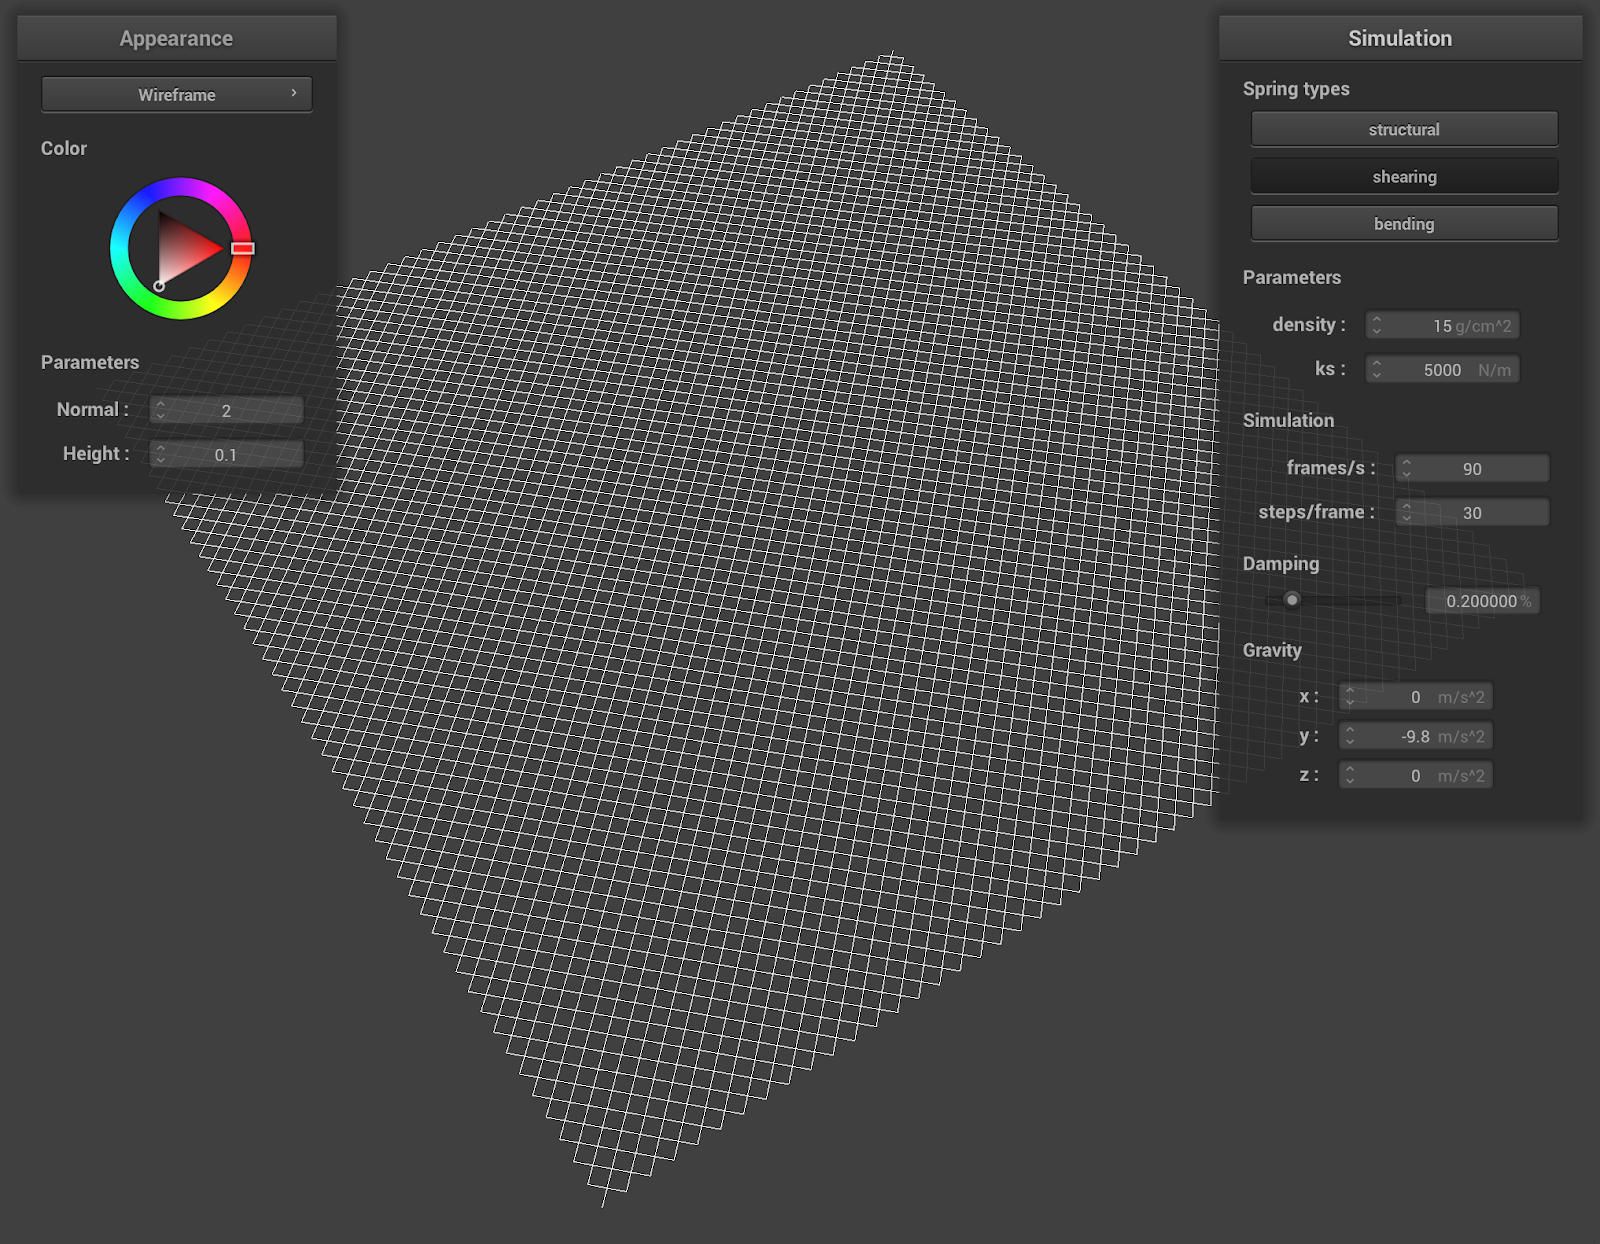 Appearance
Wireframe
Color
Parameters
Normal : 2
Height : 0.1
Simulation
Spring types
structural
shearing
bending
Parameters
density : 15 g/cm^2
ks : 5000 N/m
Simulation
frames/s : 90
steps/frame : 30
Damping
0.200000 %
Gravity
x : 0 m/s^2
y : -9.8 m/s^2
z : 0 m/s^2